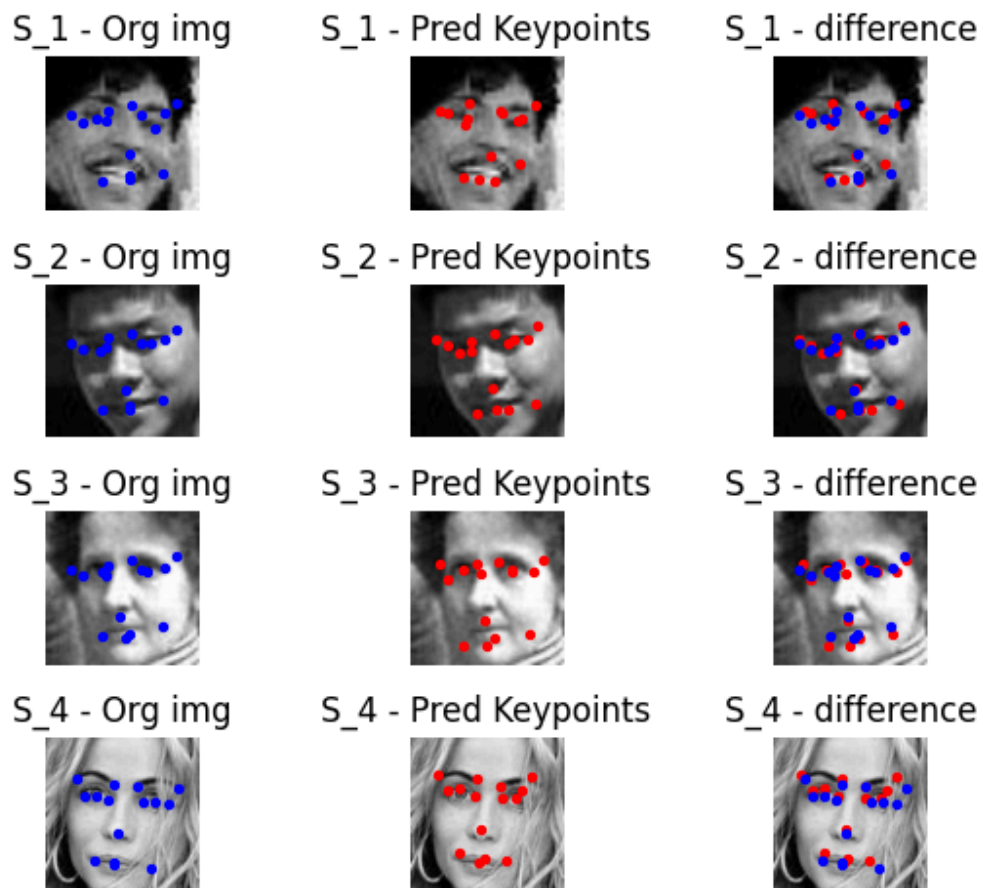 S_1 - Org img
S_1 - Pred Keypoints
S_1 - difference
S_2 - Org img
S_2 - Pred Keypoints
S_2 - difference
S_3 - Org img
S_3 - Pred Keypoints
S_3 - difference
S_4 - Org img
S_4 - Pred Keypoints
S_4 - difference